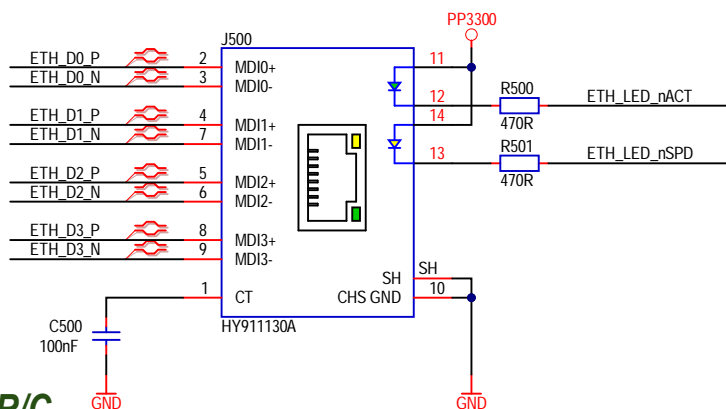 PP3300
J500
ETH_D0_P 2 MDI0+ 11
ETH_D0_N 3 MDI0-
12 R500 ETH_LED_nACT
470R
ETH_D1_P 4 MDI1+ 14
ETH_D1_N 7 MDI1-
13 R501 ETH_LED_nSPD
470R
ETH_D2_P 5 MDI2+
ETH_D2_N 6 MDI2-
ETH_D3_P 8 MDI3+
ETH_D3_N 9 MDI3-
SH SH
1 CT CHS GND 10
HY911130A
C500
100nF
GND GND